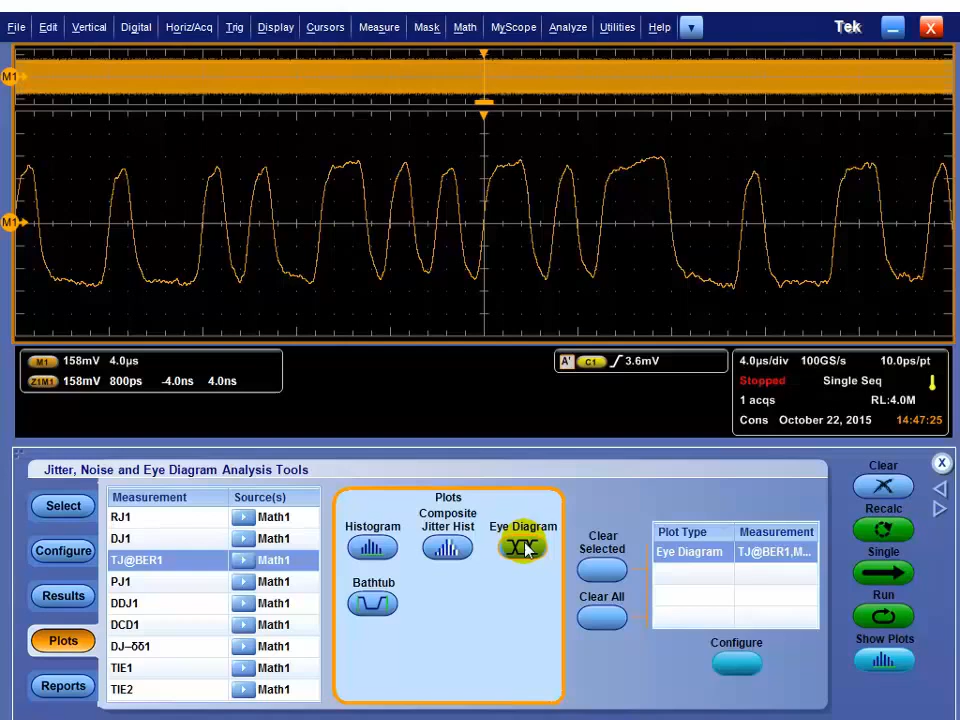 File Edit Vertical Digital Horiz/Acq Trig Display Cursors Measure Mask Math MyScope Analyze Utilities Help Tek X
M1
M1
M1 158mV 4.0µs
Z1M1 158mV 800ps -4.0ns 4.0ns
A' C1 3.6mV
4.0µs/div 100GS/s 10.0ps/pt
Stopped Single Seq
1 acqs RL:4.0M
Cons October 22, 2015 14:47:25
Jitter, Noise and Eye Diagram Analysis Tools
X
Select
Configure
Results
Plots
Reports
Measurement Source(s)
RJ1 Math1
DJ1 Math1
TJ@BER1 Math1
PJ1 Math1
DDJ1 Math1
DCD1 Math1
DJ–δδ1 Math1
TIE1 Math1
TIE2 Math1
Plots
Histogram
Composite
Jitter Hist
Eye Diagram
Bathtub
Clear
Selected
Clear All
Plot Type Measurement
Eye Diagram TJ@BER1,M...
Configure
Clear
Recalc
Single
Run
Show Plots